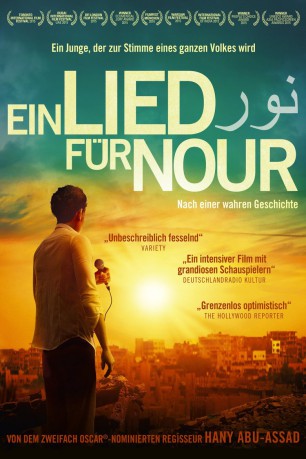 Ein Junge, der zur Stimme eines ganzen Volkes wird
EIN LIED نور
FÜR NOUR
Nach einer wahren Geschichte
„Unbeschreiblich fesselnd“
VARIETY
„Ein intensiver Film mit
grandiosen Schauspielern“
DEUTSCHLANDRADIO KULTUR
„Grenzenlos optimistisch“
THE HOLLYWOOD REPORTER
VON DEM ZWEIFACH OSCAR®-NOMINIERTEN REGISSEUR HANY ABU-ASSAD